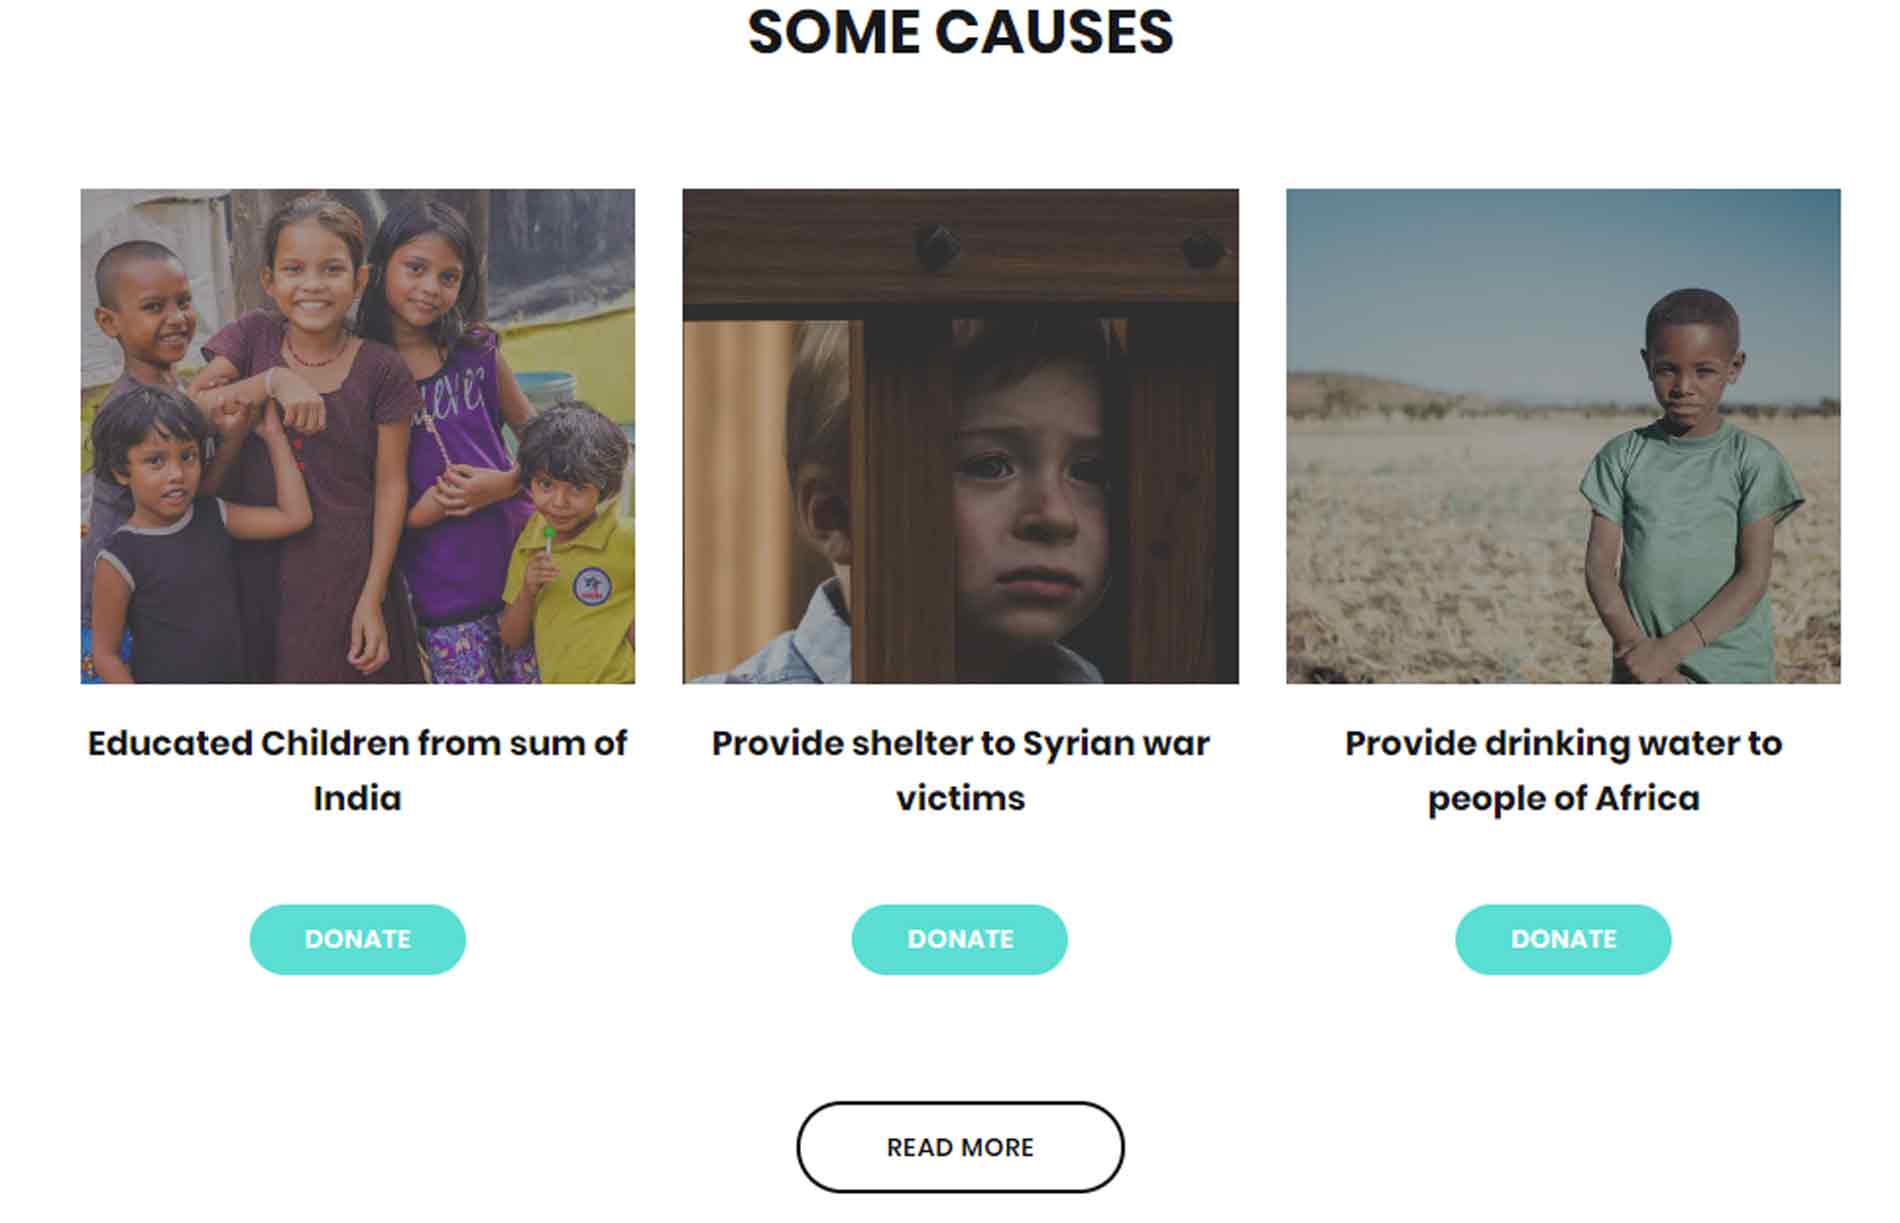 SOME CAUSES
Educated Children from sum of
India
Provide shelter to Syrian war
victims
Provide drinking water to
people of Africa
DONATE
DONATE
DONATE
READ MORE